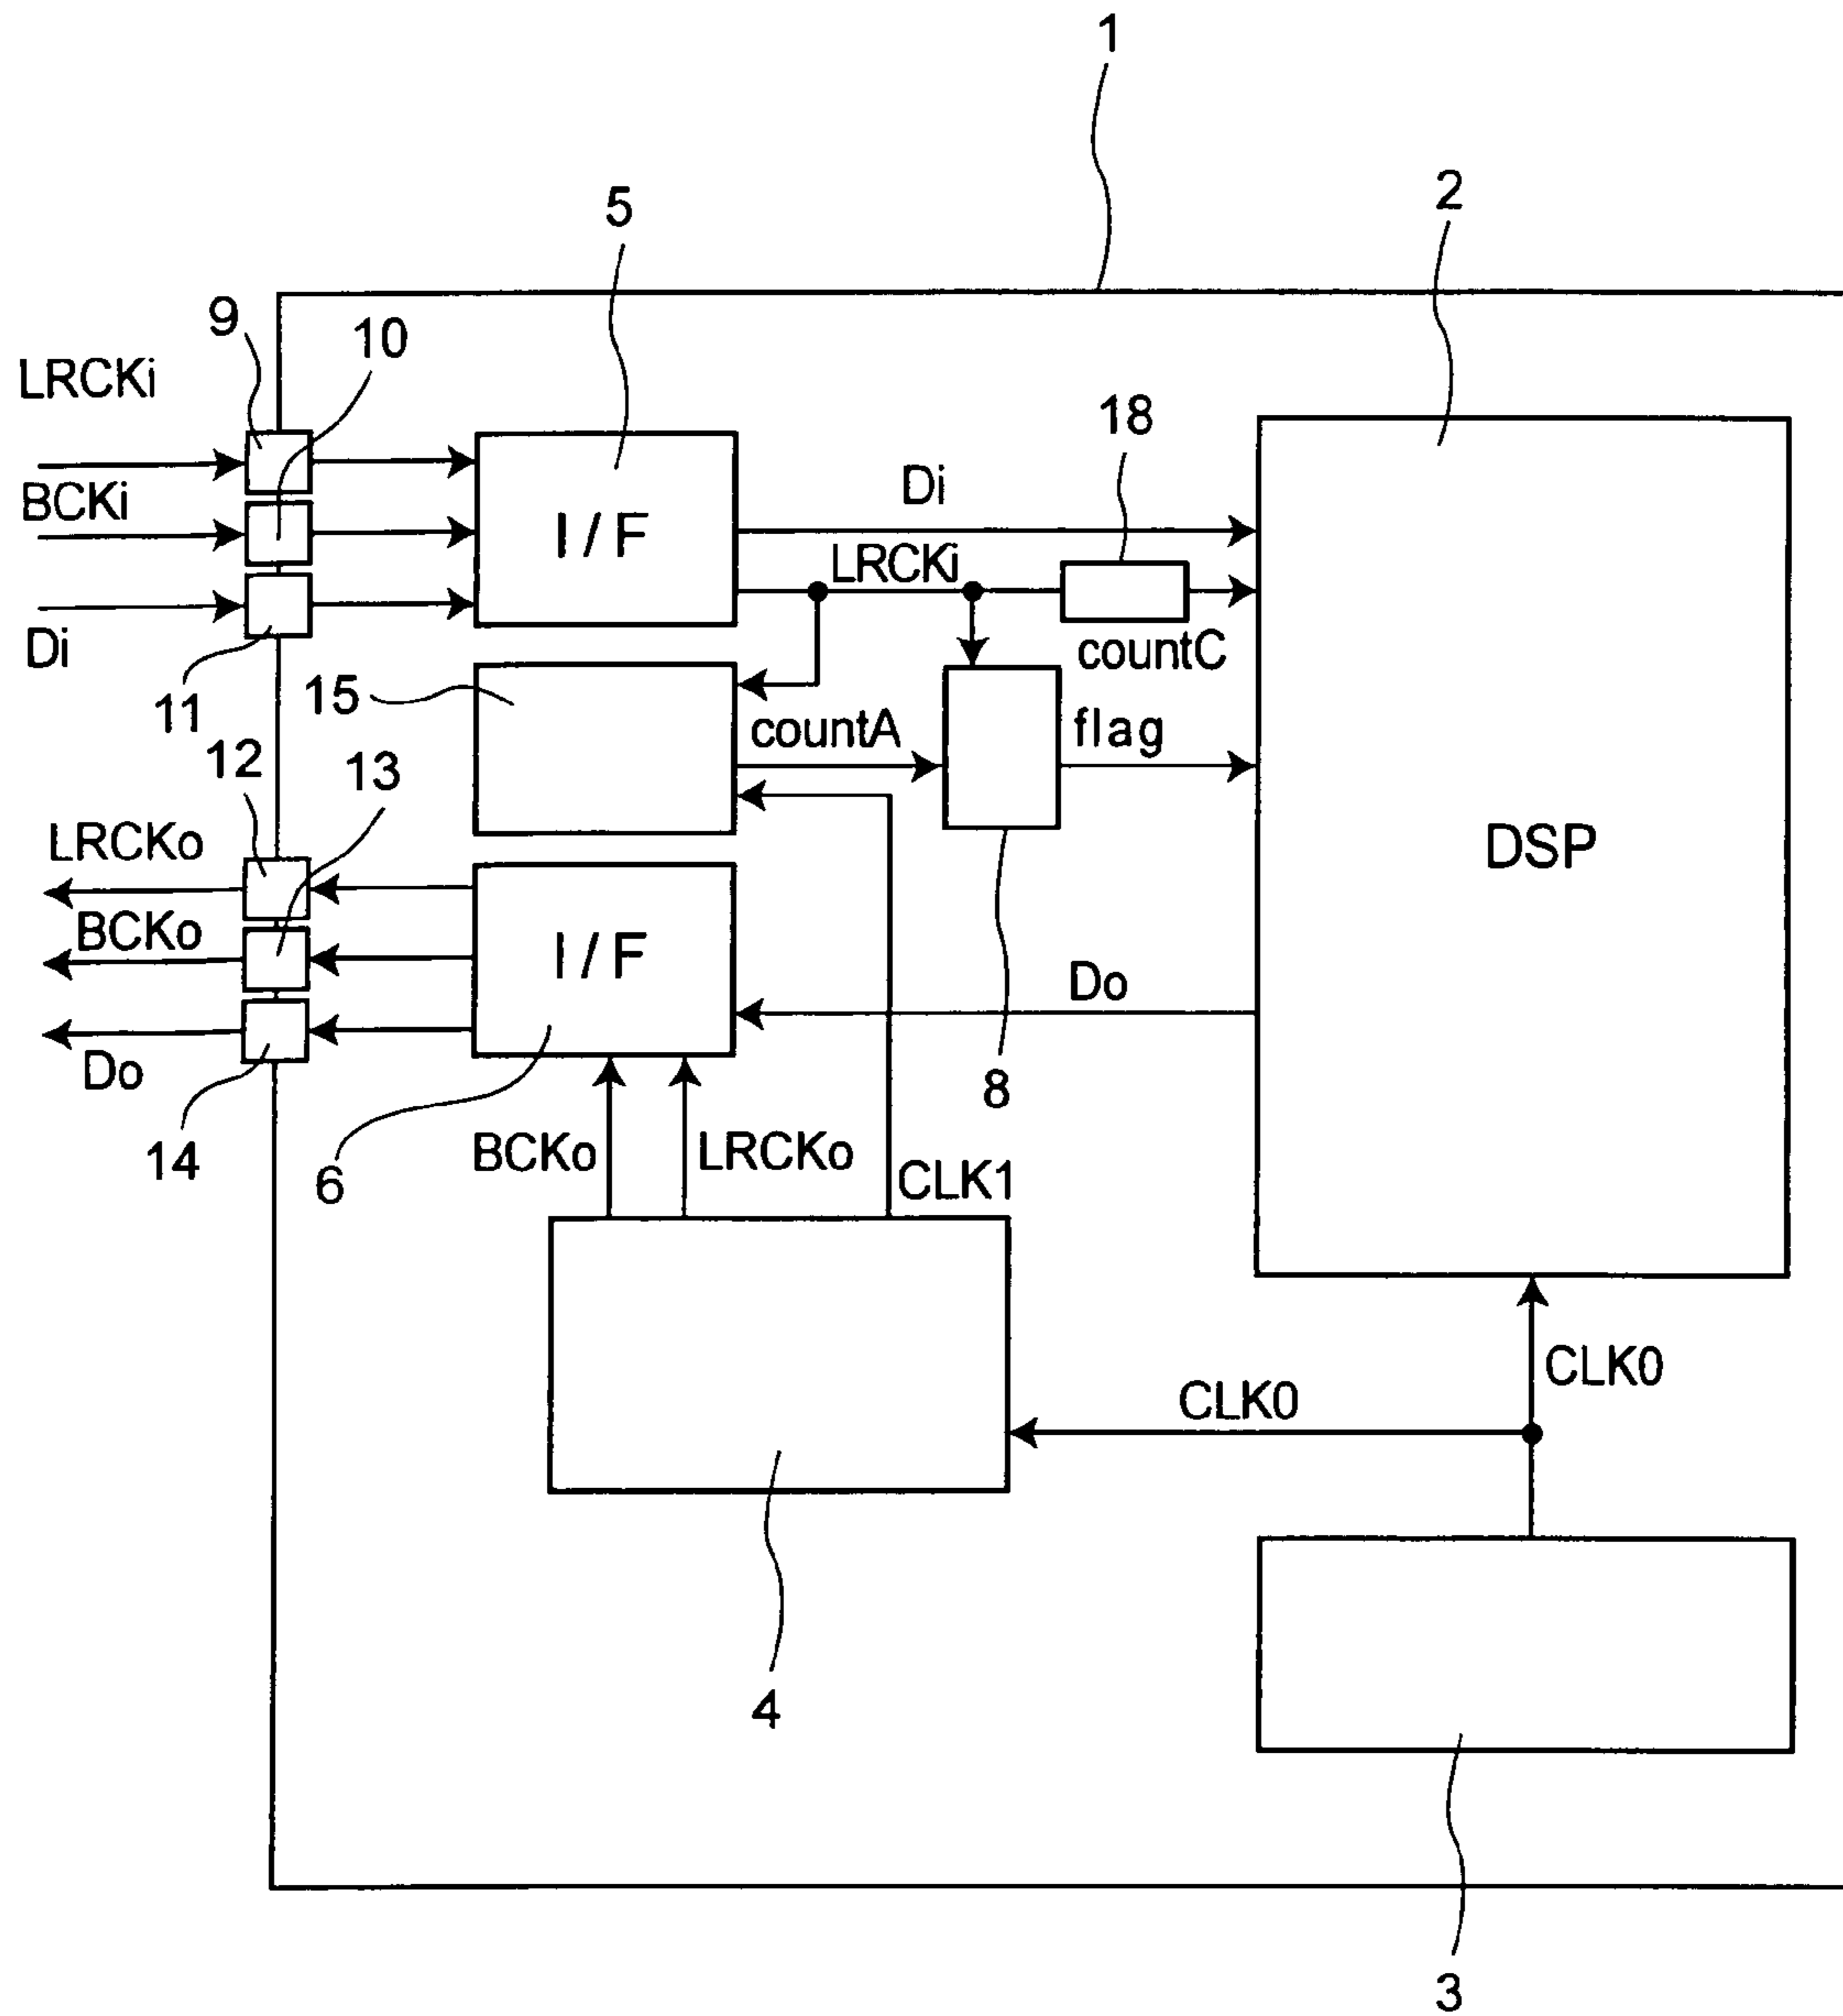 1
2
5
9
10
LRCKi
18
BCKi
I / F
Di
LRCKi
Di
countC
11
15
countA
flag
12
13
LRCKo
DSP
BCKo
I / F
Do
Do
14
6
8
BCKo
LRCKo
CLK1
CLK0
CLK0
4
3